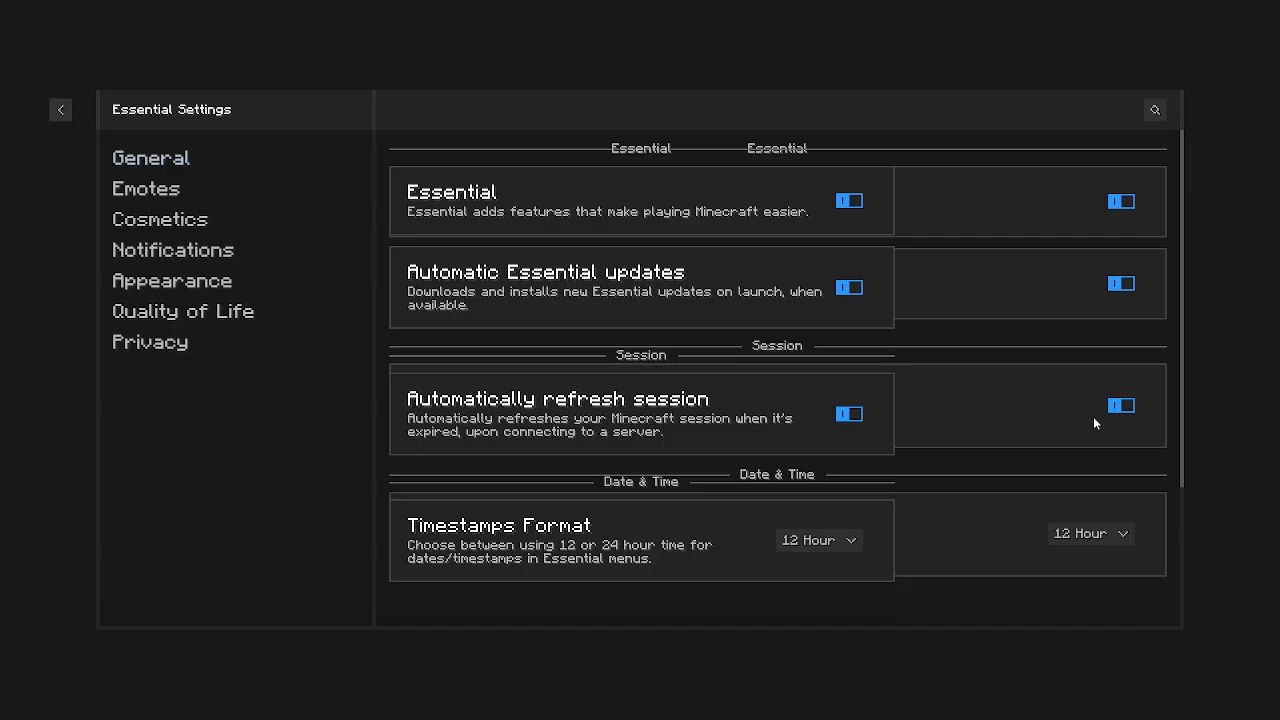 Essential Settings
General
Emotes
Cosmetics
Notifications
Appearance
Quality of Life
Privacy
Essential Essential
Essential
Essential adds features that make playing Minecraft easier.
Automatic Essential updates
Downloads and installs new Essential updates on launch, when
available.
Session
Session
Automatically refresh session
Automatically refreshes your Minecraft session when it's
expired, upon connecting to a server.
Date & Time
Date & Time
Timestamps Format
Choose between using 12 or 24 hour time for
dates/timestamps in Essential menus.
12 Hour
12 Hour